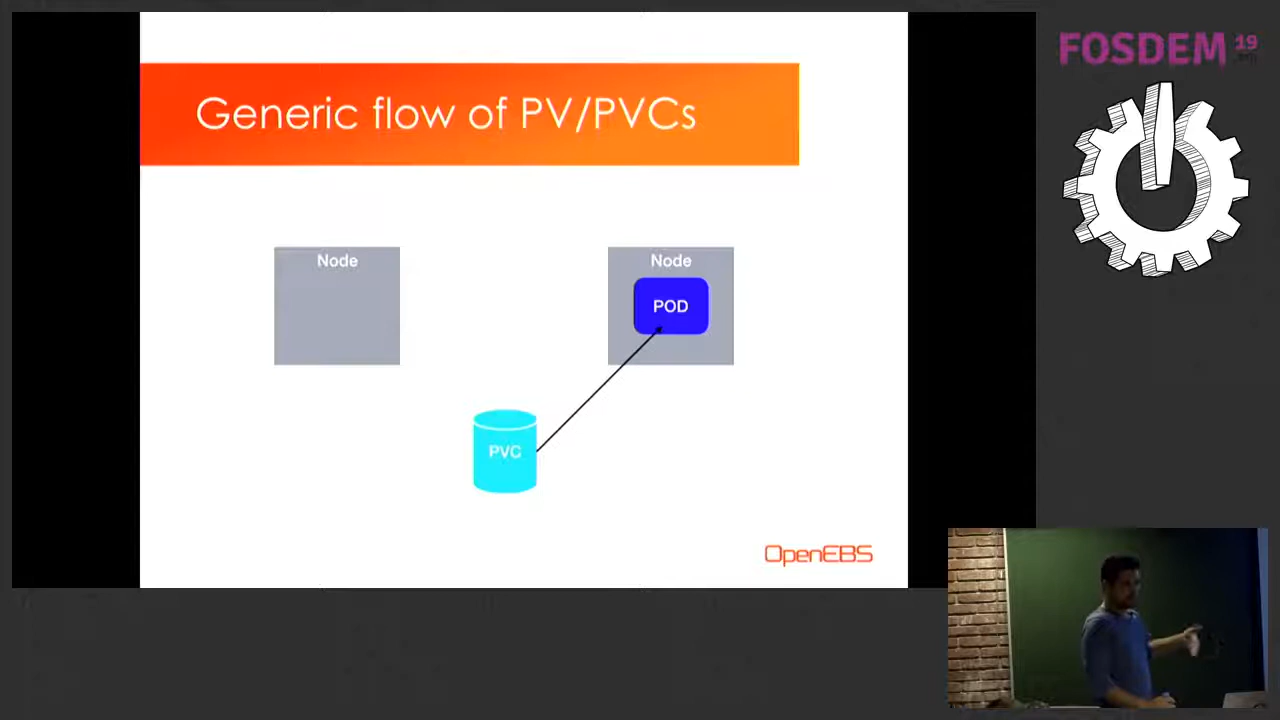 Generic flow of PV/PVCs
Node
Node
POD
PVC
OpenEBS
FOSDEM 19